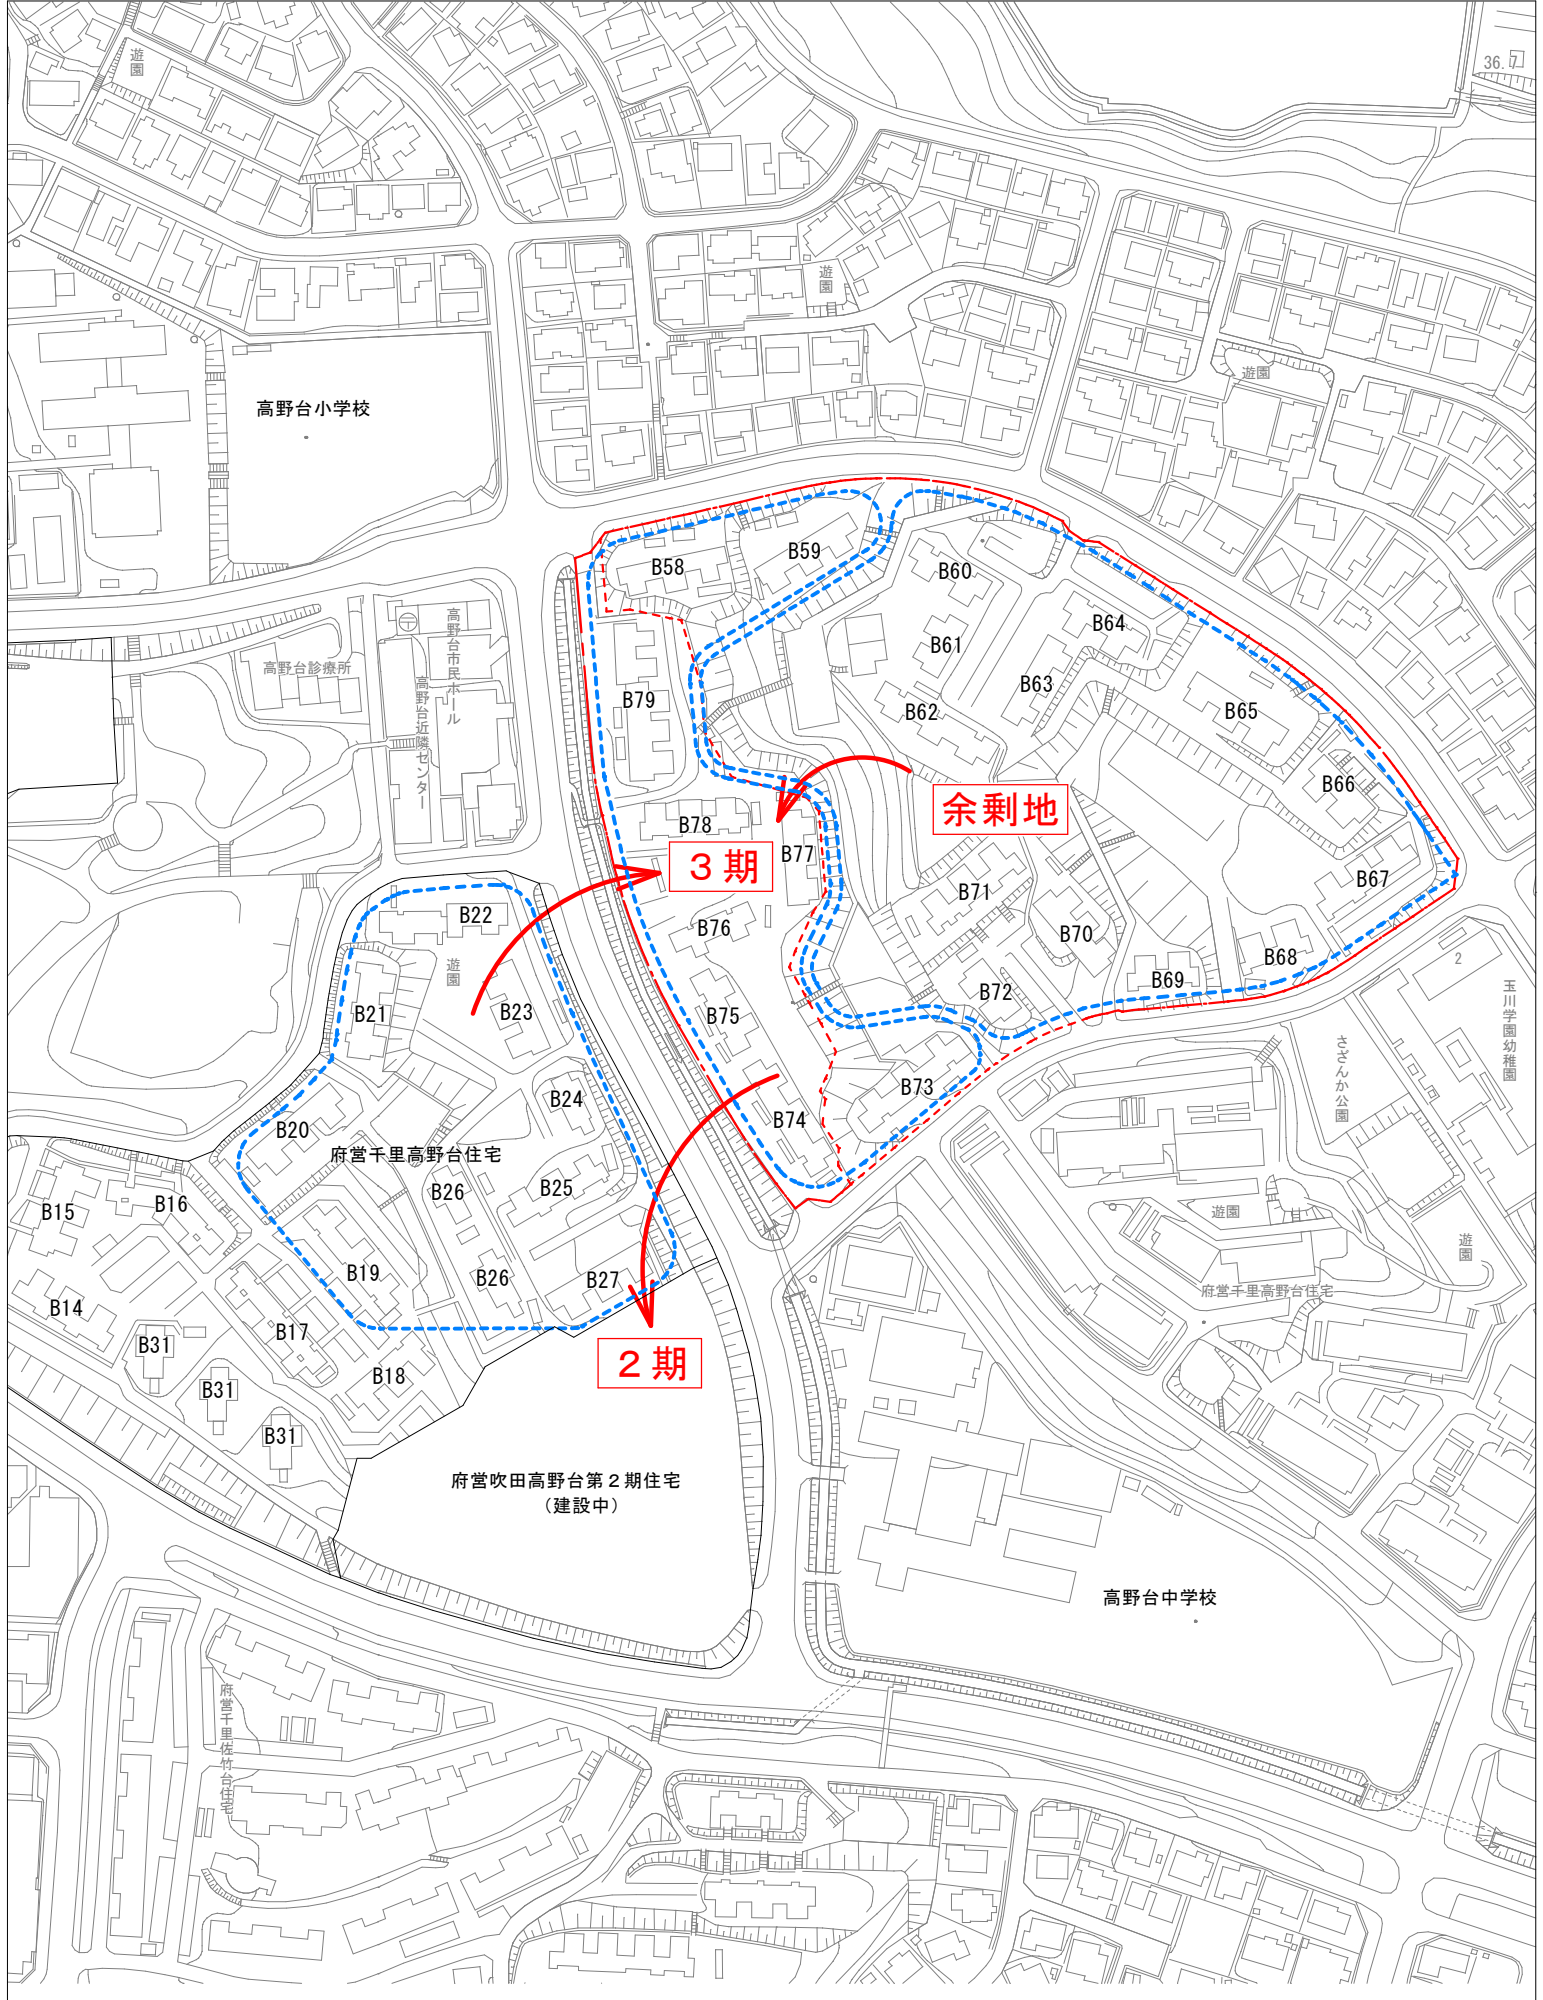 遊園
36.7
遊園
遊園
高野台小学校
B59
B58
B60
B64
B61
高野台市民ホール
高野台診療所
高野台近隣センター
B79
B63
B62
B65
B66
余剰地
B78
B77
3期
B67
B71
B22
B76
B70
遊園
B68
2
B69
B72
玉川学園幼稚園
B21
B23
B75
さざんか公園
B73
B24
B74
B20
府営千里高野台住宅
B26
B25
B16
B15
遊園
遊園
B19
B26
B27
府営千里高野台住宅
B14
B17
B31
2期
B18
B31
B31
府営吹田高野台第2期住宅
(建設中)
高野台中学校
府営千里佐竹台住宅